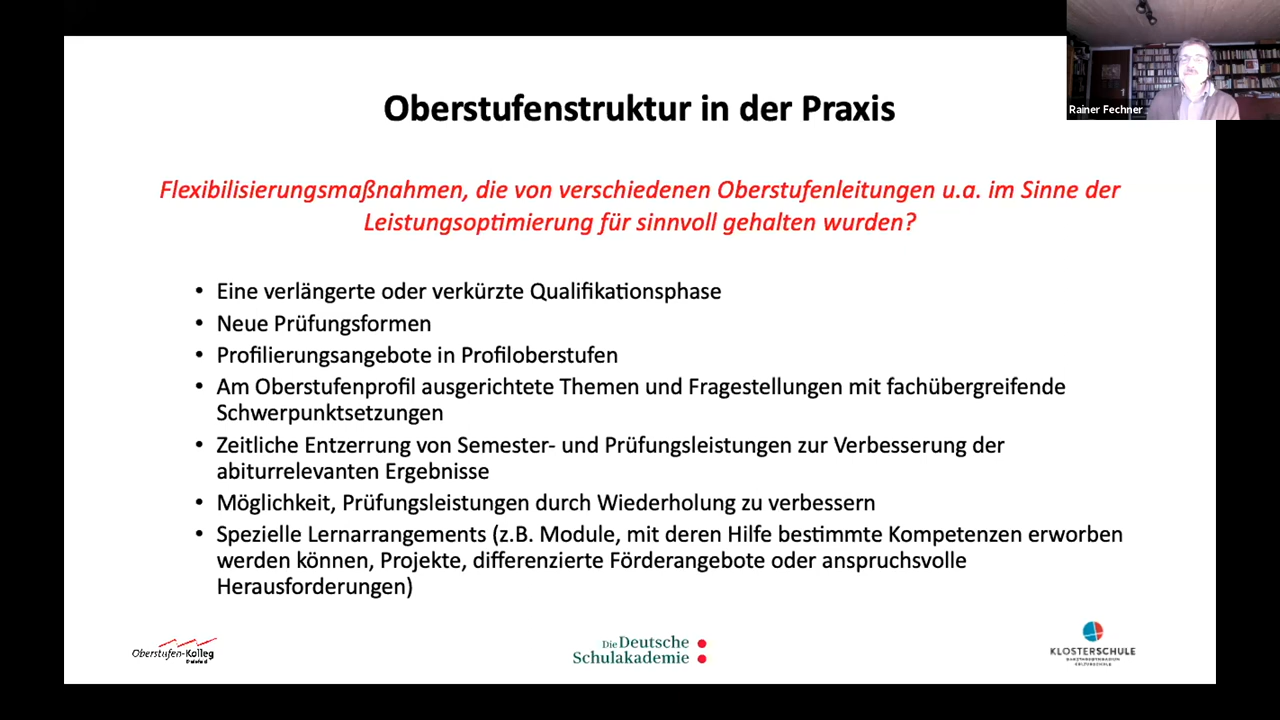 Rainer Fechner
Oberstufenstruktur in der Praxis
Flexibilisierungsmaßnahmen, die von verschiedenen Oberstufenleitungen u.a. im Sinne der
Leistungsoptimierung für sinnvoll gehalten wurden?
• Eine verlängerte oder verkürzte Qualifikationsphase
• Neue Prüfungsformen
• Profilierungsangebote in Profiloberstufen
• Am Oberstufenprofil ausgerichtete Themen und Fragestellungen mit fachübergreifende
Schwerpunktsetzungen
• Zeitliche Entzerrung von Semester- und Prüfungsleistungen zur Verbesserung der
abiturrelevanten Ergebnisse
• Möglichkeit, Prüfungsleistungen durch Wiederholung zu verbessern
• Spezielle Lernarrangements (z.B. Module, mit deren Hilfe bestimmte Kompetenzen erworben
werden können, Projekte, differenzierte Förderangebote oder anspruchsvolle
Herausforderungen)
Oberstufen-Kolleg
Bielefeld
Die Deutsche
Schulakademie
KLOSTERSCHULE
GANZTAGSGYMNASIUM
KULTURSCHULE